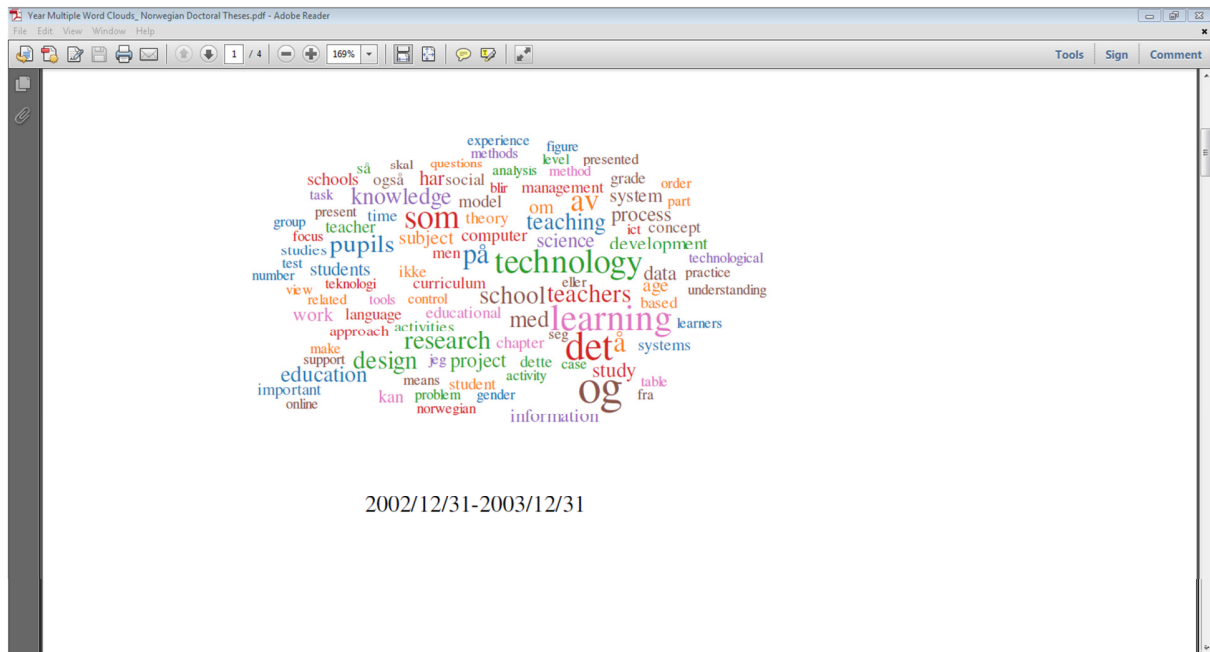 Year Multiple Word Clouds_ Norwegian Doctoral Theses.pdf - Adobe Reader
File Edit View Window Help
1 / 4 169% Tools Sign Comment
experience figure
methods level presented
så skal questions analysis method
schools også har social blir management grade order
task knowledge model om av system part
group present time som theory teaching process
focus teacher subject computer ict concept
studies pupils men på science development
test technology technological
number students ikke data practice
view teknologi curriculum eller age understanding
related tools control school teachers based
work language educational med learning learners
approach activities seg
make research chapter det å systems
support design jeg project dette case study
education means student activity og table
important kan problem gender fra
online norwegian information
2002/12/31-2003/12/31